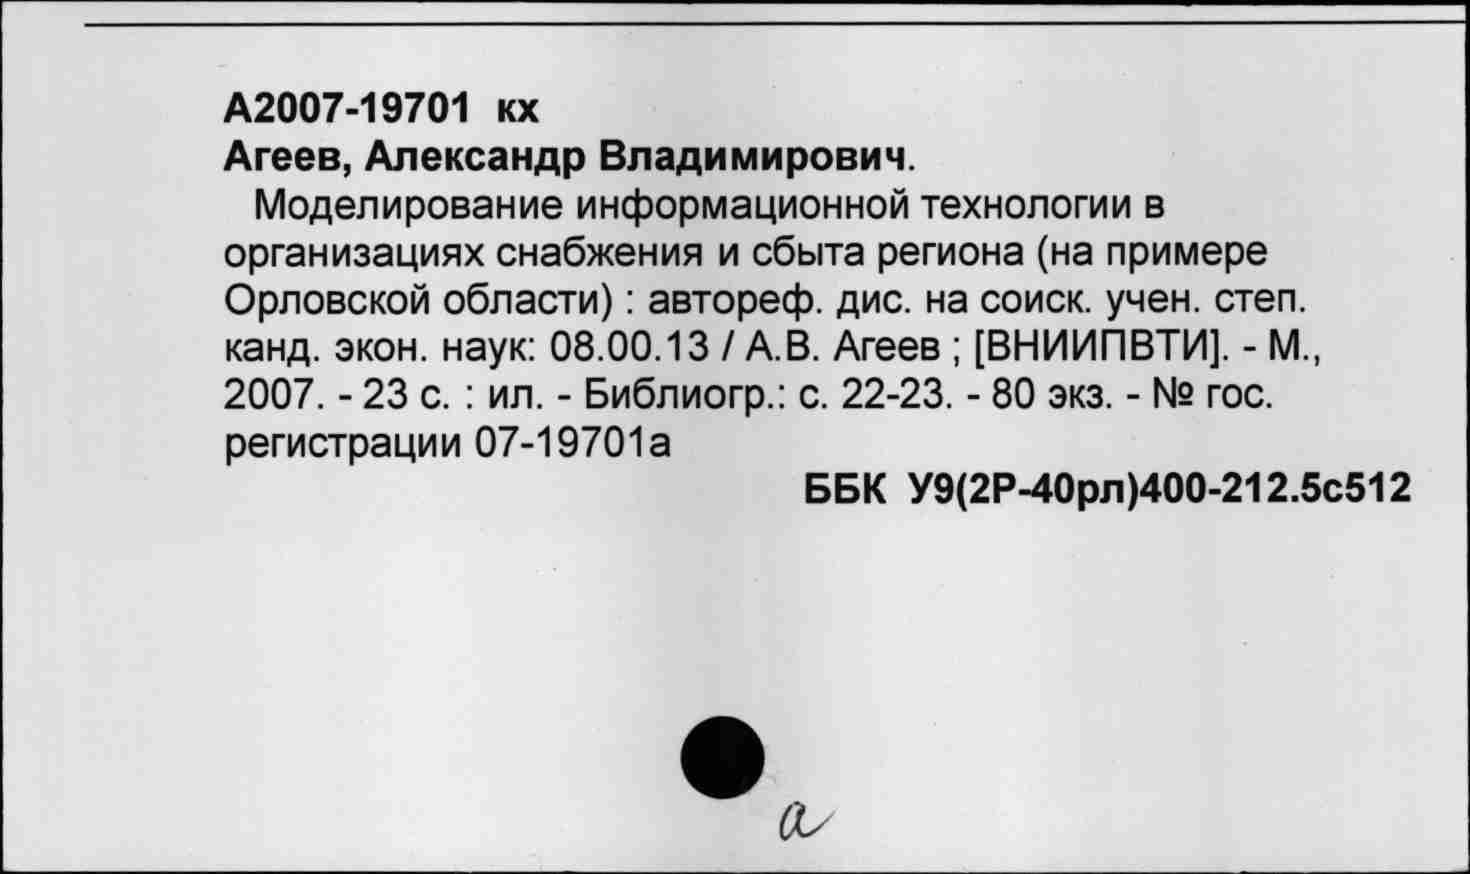 А2007-19701 кх
Агеев, Александр Владимирович.
Моделирование информационной технологии в
организациях снабжения и сбыта региона (на примере
Орловской области) : автореф. дис. на соиск. учен. степ.
канд. экон. наук: 08.00.13 / А.В. Агеев ; [ВНИИПВТИ]. - М.,
2007. - 23 с. : ил. - Библиогр.: с. 22-23. - 80 экз. - № гос.
регистрации 07-19701а
ББК У9(2Р-4Орл)400-212.5с512
а